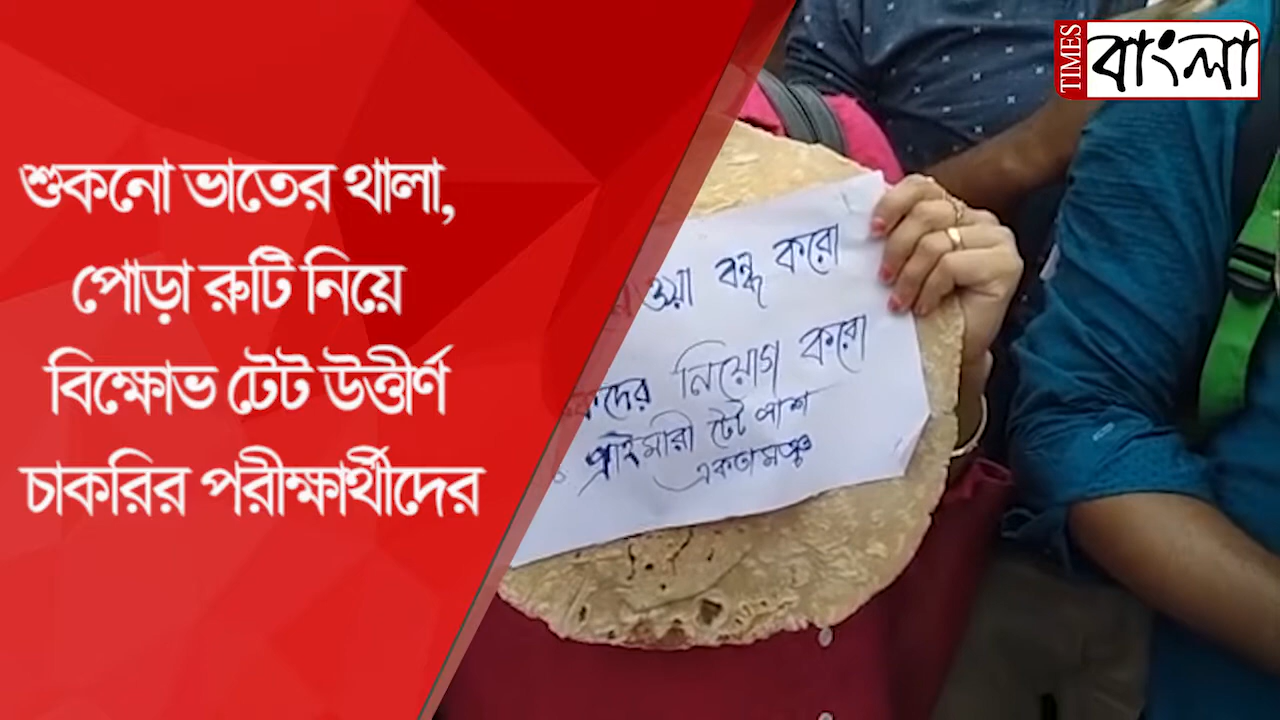 শুকনো ভাতের থালা,
পোড়া রুটি নিয়ে
বিক্ষোভ টেট উত্তীর্ণ
চাকরির পরীক্ষার্থীদের
TIMES বাংলা
বন্ধ করো
নিয়োগ করো
প্রাইমারী টেট পাশ
একতা মঞ্চ